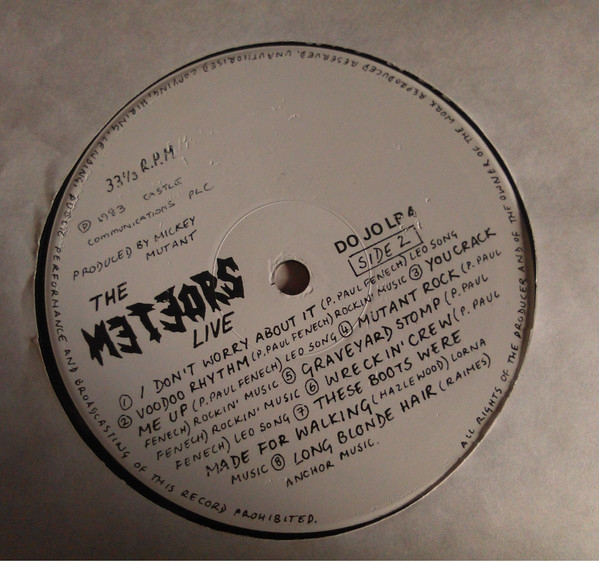 33⅓ R.P.M.
Ⓟ 1983 CASTLE
COMMUNICATIONS PLC
PRODUCED BY MICKEY
MUTANT
THE
METEORS
LIVE
DOJO LP 4
SIDE 2
① I DON'T WORRY ABOUT IT (P. PAUL FENECH) LEO SONG
② VOODOO RHYTHM (P. PAUL FENECH) ROCKIN' MUSIC ③ YOU CRACK
ME UP (P. PAUL FENECH) LEO SONG ④ MUTANT ROCK (P. PAUL
FENECH) ROCKIN' MUSIC ⑤ GRAVEYARD STOMP (P. PAUL
FENECH) ROCKIN' MUSIC ⑥ WRECKIN' CREW (P. PAUL
FENECH) LEO SONG ⑦ THESE BOOTS WERE
MADE FOR WALKING (HAZLEWOOD) LORNA
MUSIC ⑧ LONG BLONDE HAIR (RAIMES)
ANCHOR MUSIC.
ALL RIGHTS OF THE PRODUCER AND OF THE OWNER OF THE WORK REPRODUCED RESERVED. UNAUTHORISED COPYING, HIRING, LENDING, PUBLIC PERFORMANCE AND BROADCASTING OF THIS RECORD PROHIBITED.